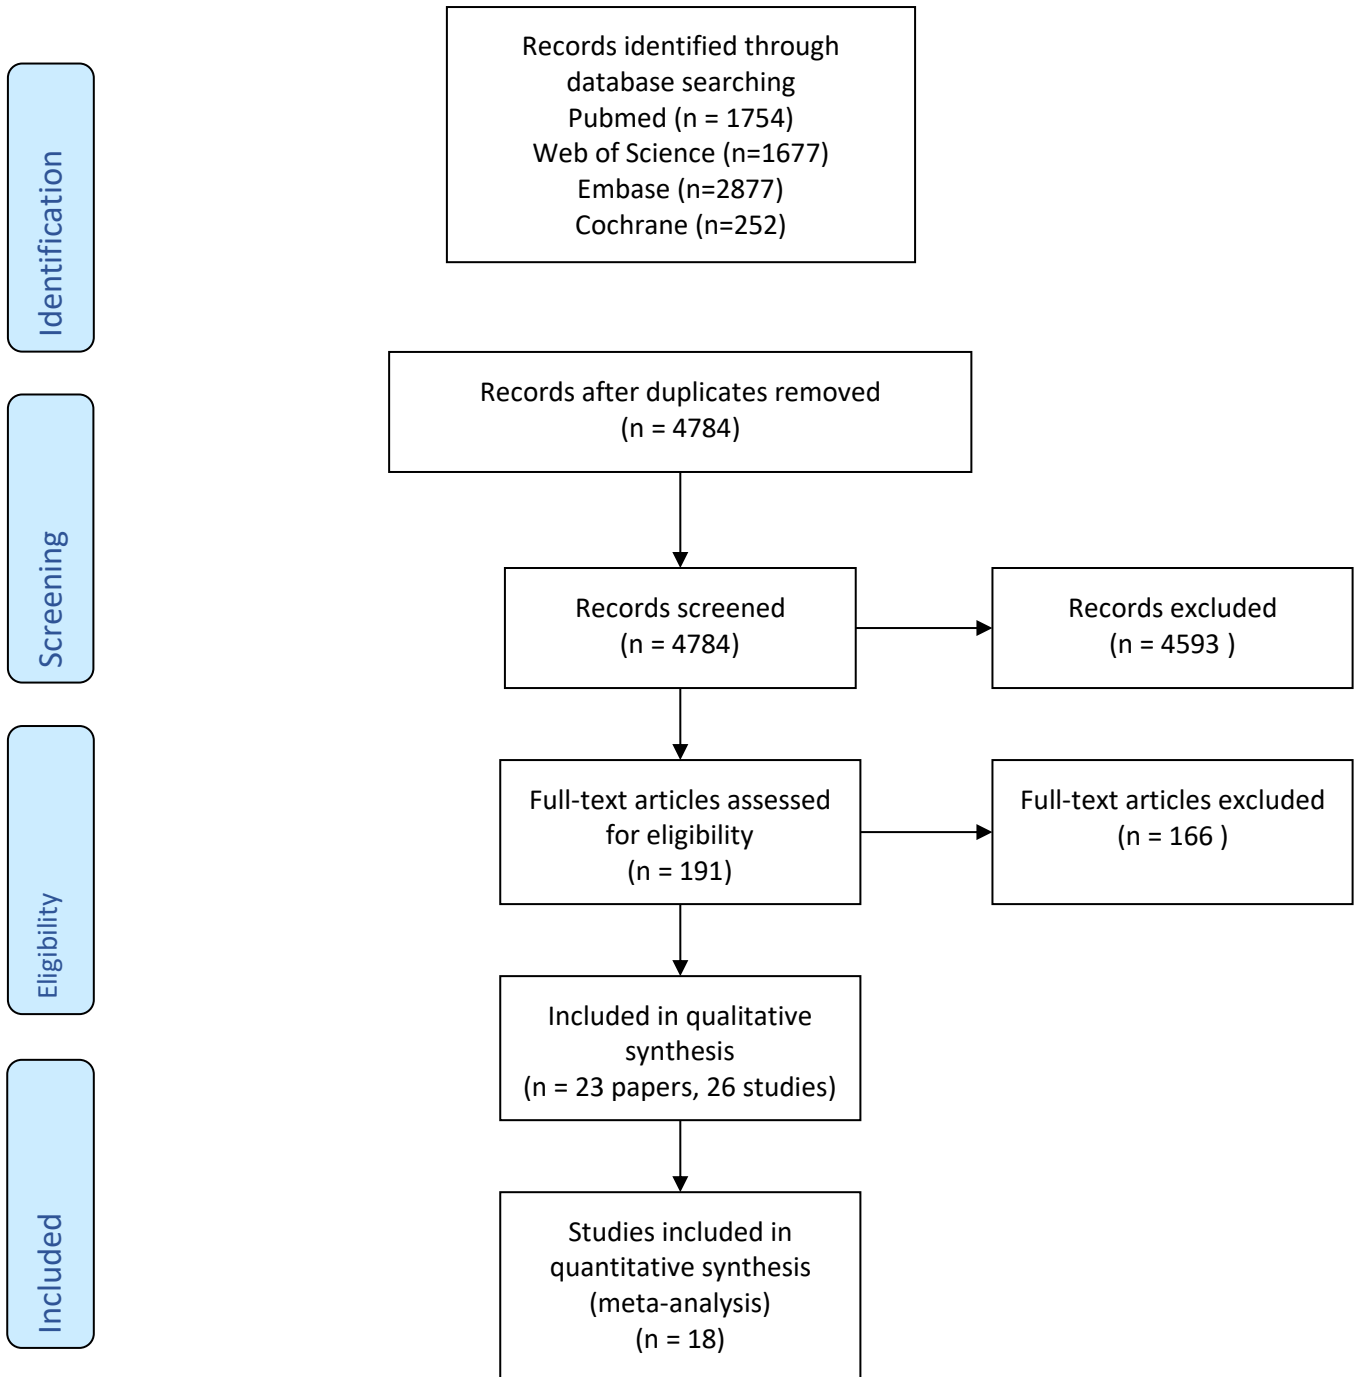 Identification
Records identified through
database searching
Pubmed (n = 1754)
Web of Science (n=1677)
Embase (n=2877)
Cochrane (n=252)
Records after duplicates removed
(n = 4784)
Screening
Records screened
(n = 4784)
Records excluded
(n = 4593 )
Eligibility
Full-text articles assessed
for eligibility
(n = 191)
Full-text articles excluded
(n = 166 )
Included in qualitative
synthesis
(n = 23 papers, 26 studies)
Included
Studies included in
quantitative synthesis
(meta-analysis)
(n = 18)